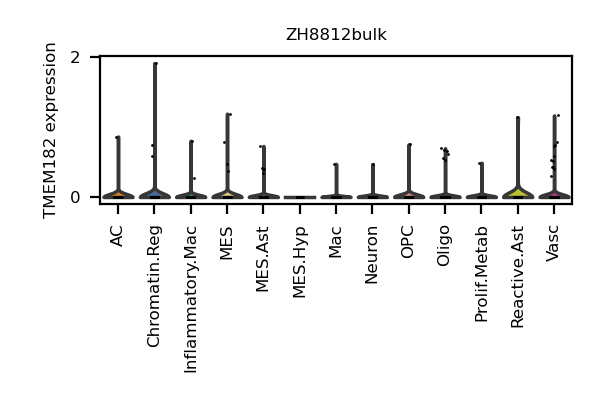 ZH8812bulk
TMEM182 expression
2
0
AC
Chromatin.Reg
Inflammatory.Mac
MES
MES.Ast
MES.Hyp
Mac
Neuron
OPC
Oligo
Prolif.Metab
Reactive.Ast
Vasc